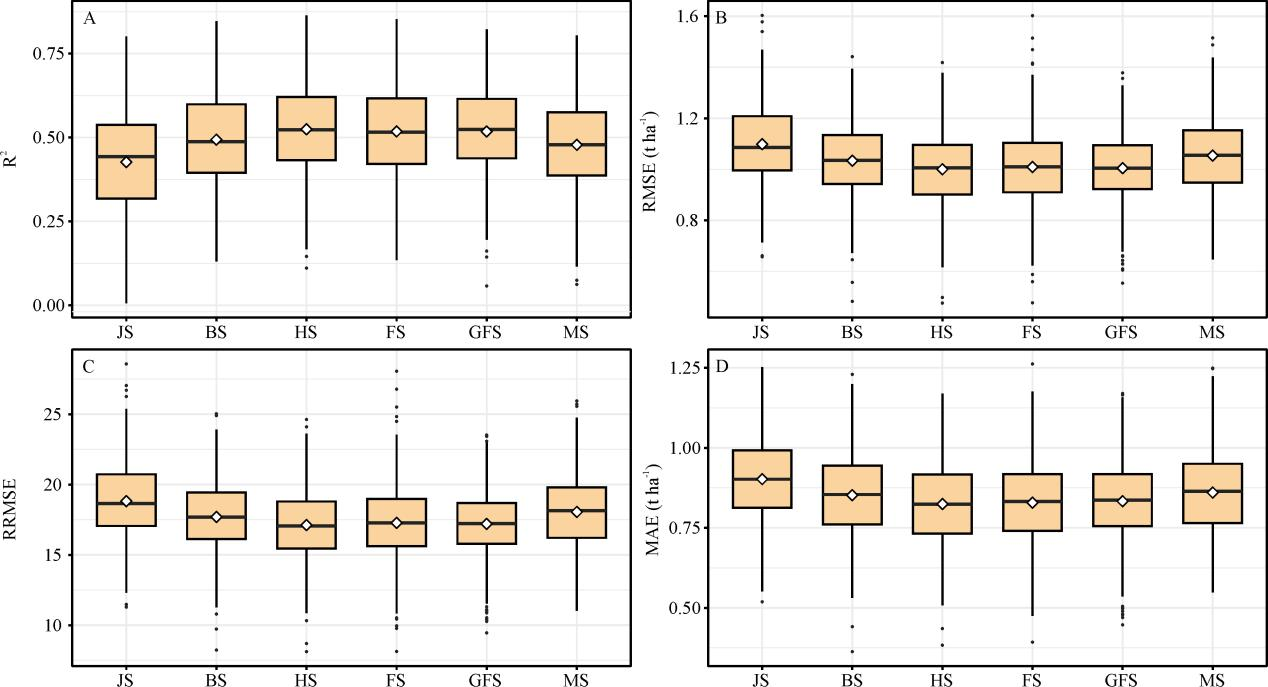 A
R²
0.75
0.50
0.25
0.00
JS BS HS FS GFS MS
B
RMSE (t ha⁻¹)
1.6
1.2
0.8
JS BS HS FS GFS MS
C
RRMSE
25
20
15
10
JS BS HS FS GFS MS
D
MAE (t ha⁻¹)
1.25
1.00
0.75
0.50
JS BS HS FS GFS MS